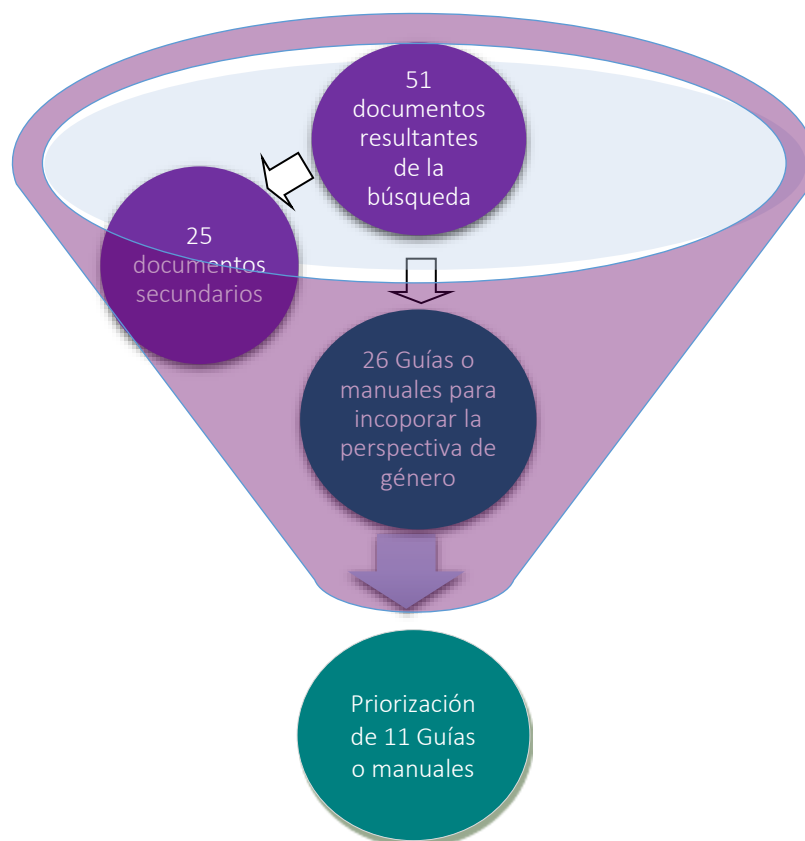 51
documentos
resultantes
de la
búsqueda
25
documentos
secundarios
26 Guías o
manuales para
incoporar la
perspectiva de
género
Priorización
de 11 Guías
o manuales